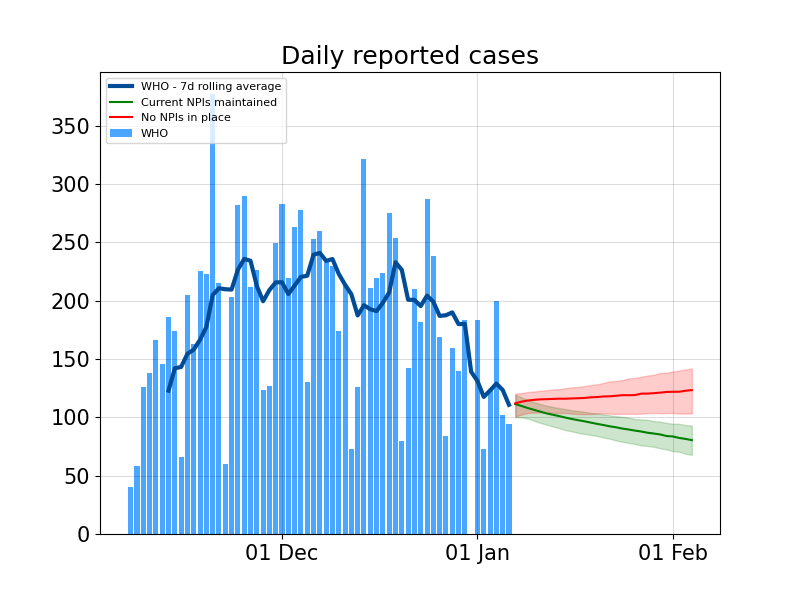 Daily reported cases
WHO - 7d rolling average
Current NPIs maintained
No NPIs in place
WHO
350
300
250
200
150
100
50
0
01 Dec
01 Jan
01 Feb